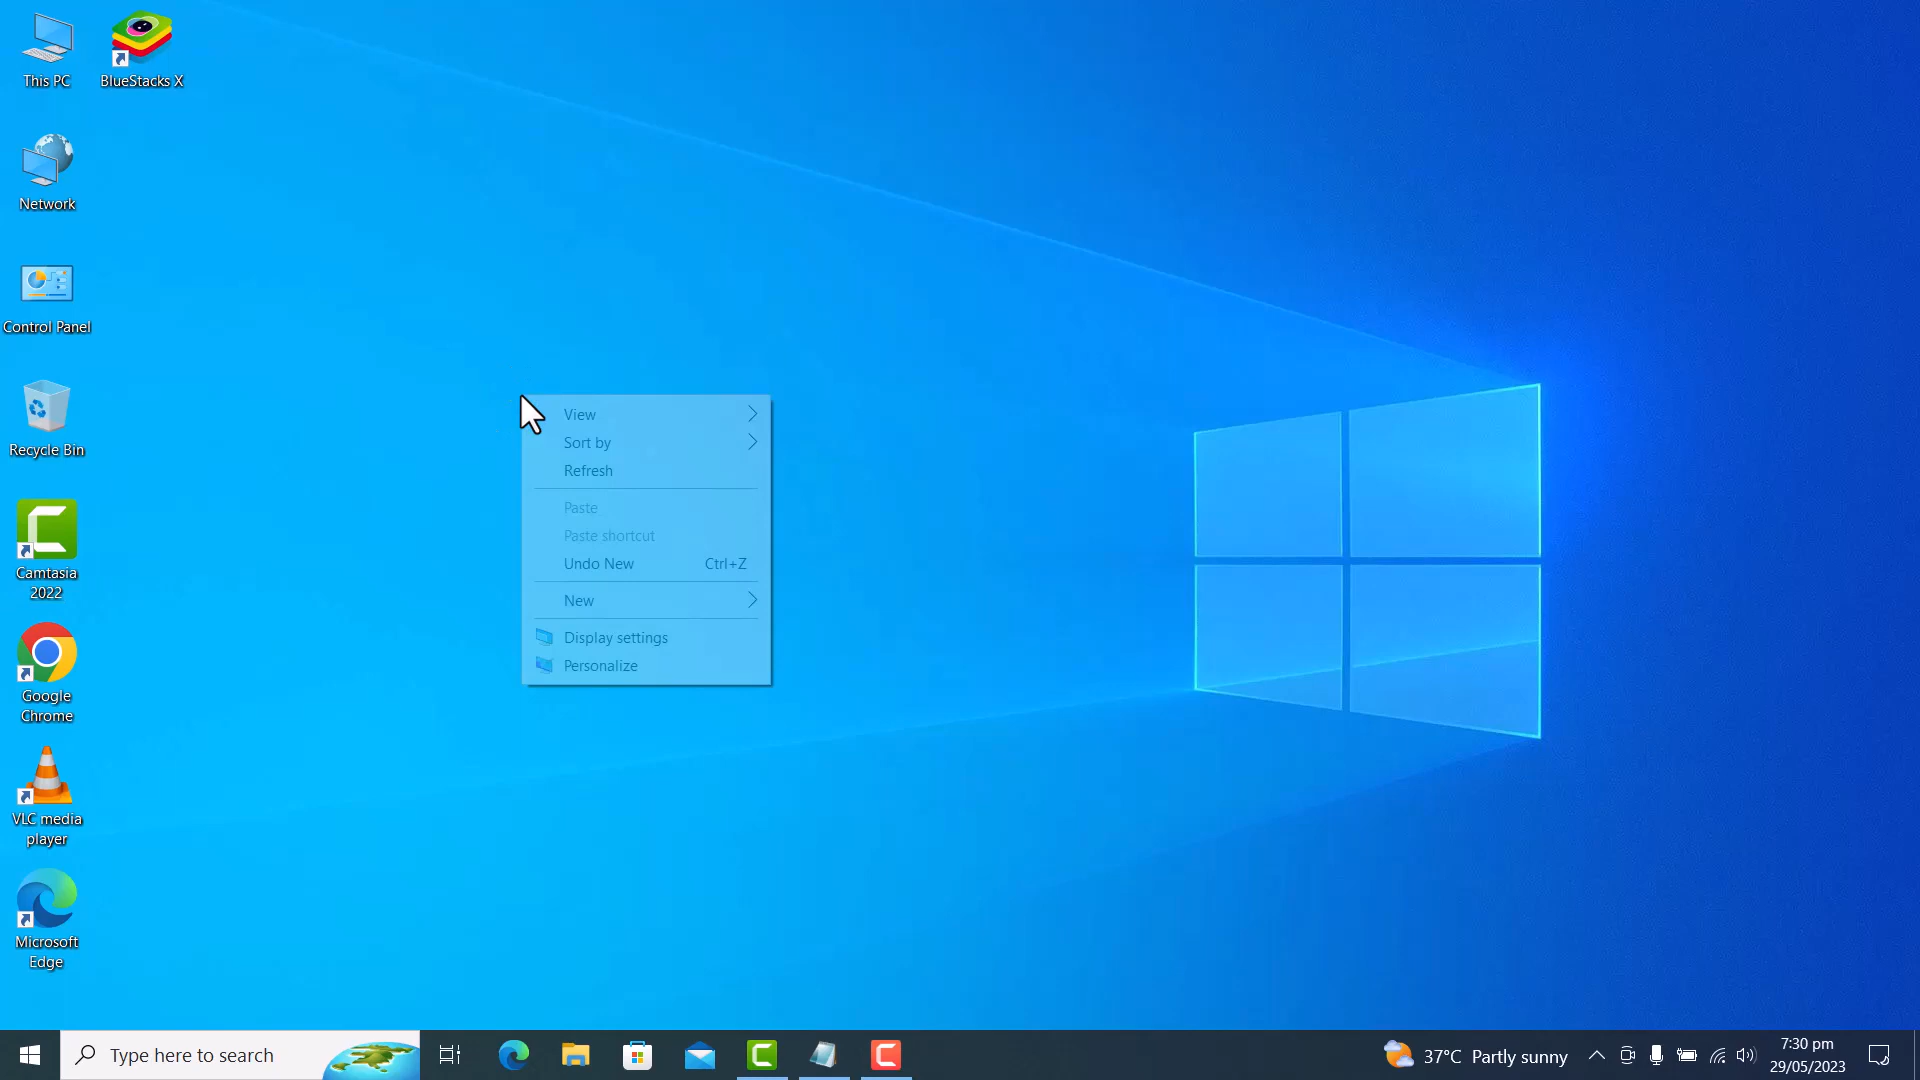 This PC
BlueStacks X
Network
Control Panel
Recycle Bin
Camtasia
2022
Google
Chrome
VLC media
player
Microsoft
Edge
View
Sort by
Refresh
Paste
Paste shortcut
Undo New Ctrl+Z
New
Display settings
Personalize
Type here to search
37°C Partly sunny
7:30 pm
29/05/2023